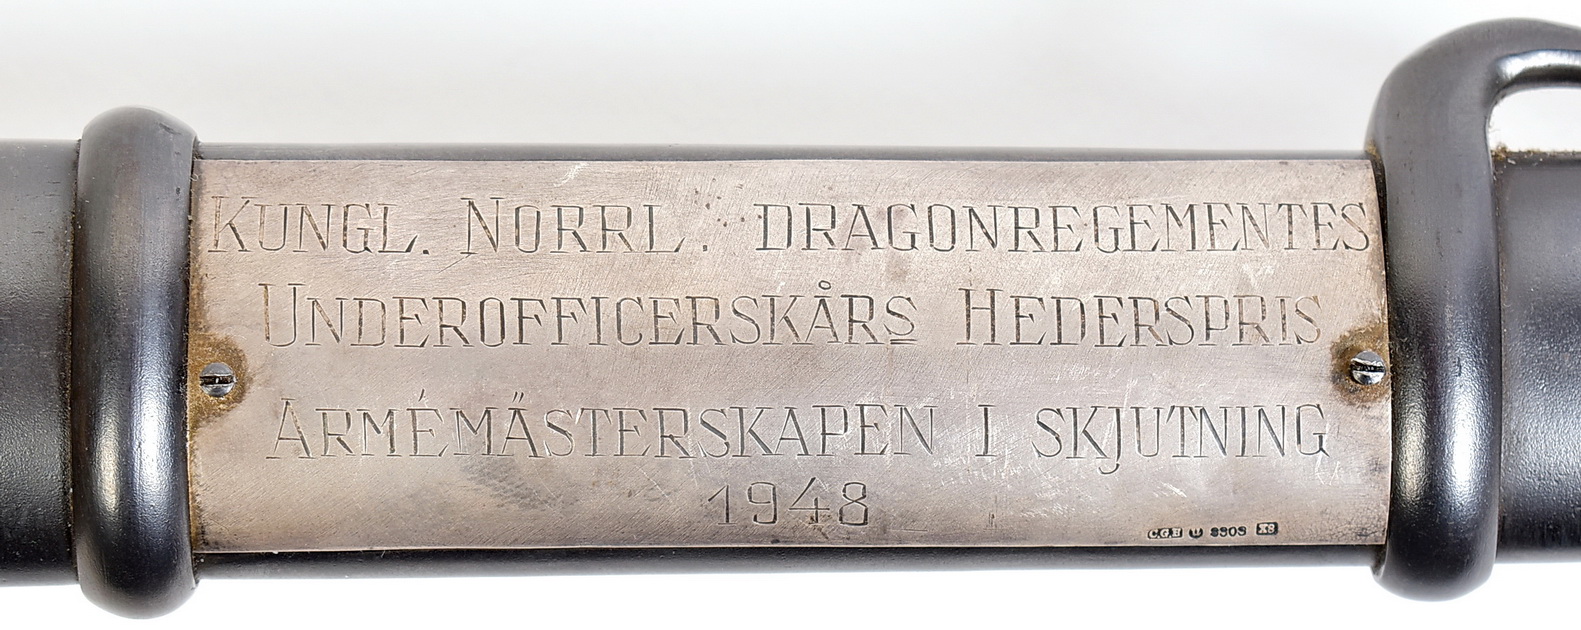 KUNGL. NORRL. DRAGONREGEMENTES
UNDEROFFICERSKÅRS HEDERSPRIS
ARMÉMÄSTERSKAPEN I SKJUTNING
1948
C.G.H